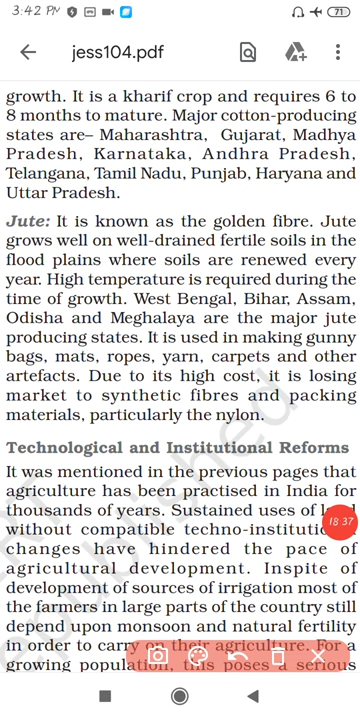 3:42 PM
71
jess104.pdf
growth. It is a kharif crop and requires 6 to
8 months to mature. Major cotton-producing
states are– Maharashtra, Gujarat, Madhya
Pradesh, Karnataka, Andhra Pradesh,
Telangana, Tamil Nadu, Punjab, Haryana and
Uttar Pradesh.
Jute: It is known as the golden fibre. Jute
grows well on well-drained fertile soils in the
flood plains where soils are renewed every
year. High temperature is required during the
time of growth. West Bengal, Bihar, Assam,
Odisha and Meghalaya are the major jute
producing states. It is used in making gunny
bags, mats, ropes, yarn, carpets and other
artefacts. Due to its high cost, it is losing
market to synthetic fibres and packing
materials, particularly the nylon.
Technological and Institutional Reforms
It was mentioned in the previous pages that
agriculture has been practised in India for
thousands of years. Sustained uses of
18:37
without compatible
changes have hindered the pace of
agricultural development. Inspite of
development of sources of irrigation most of
the farmers in large parts of the country still
depend upon monsoon and natural fertility
in order to carry on their agriculture. For a
growing population, this poses a serious